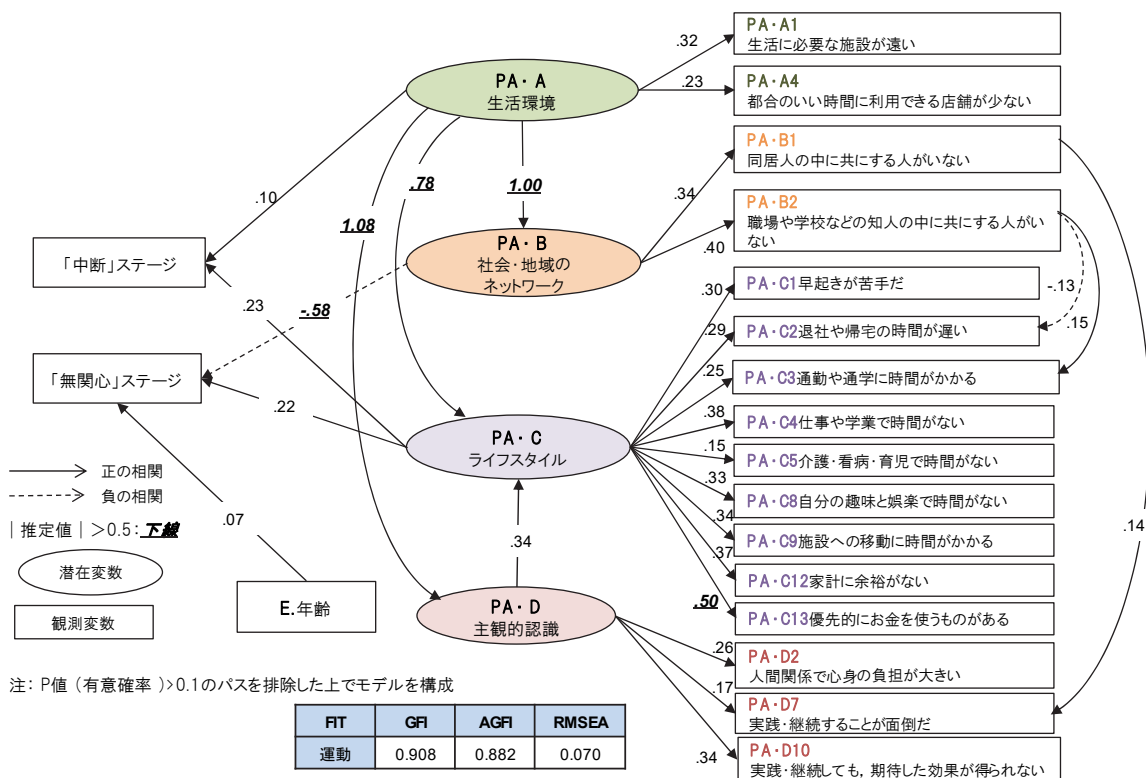 PA・A1
生活に必要な施設が遠い
.32
PA・A
生活環境
.23
PA・A4
都合のいい時間に利用できる店舗が少ない
PA・B1
同居人の中に共にする人がいない
.10
.78
1.00
.34
1.08
PA・B2
職場や学校などの知人の中に共にする人がい
ない
.40
「中断」ステージ
PA・B
社会・地域の
ネットワーク
.23
-.58
.30
PA・C1早起きが苦手だ
-.13
.29
PA・C2退社や帰宅の時間が遅い
.15
「無関心」ステージ
.25
PA・C3通勤や通学に時間がかかる
.22
.38
PA・C4仕事や学業で時間がない
PA・C
ライフスタイル
.15
PA・C5介護・看病・育児で時間がない
正の相関
負の相関
.33
PA・C8自分の趣味と娯楽で時間がない
|推定値|>0.5:下線
.07
.34
PA・C9施設への移動に時間がかかる
.14
.34
潜在変数
.37
PA・C12家計に余裕がない
観測変数
E.年齢
PA・D
主観的認識
.50
PA・C13優先的にお金を使うものがある
.26
PA・D2
人間関係で心身の負担が大きい
注: P値 (有意確率 )>0.1のパスを排除した上でモデルを構成
.17
PA・D7
実践・継続することが面倒だ
FIT GFI AGFI RMSEA
運動 0.908 0.882 0.070
.34
PA・D10
実践・継続しても, 期待した効果が得られない